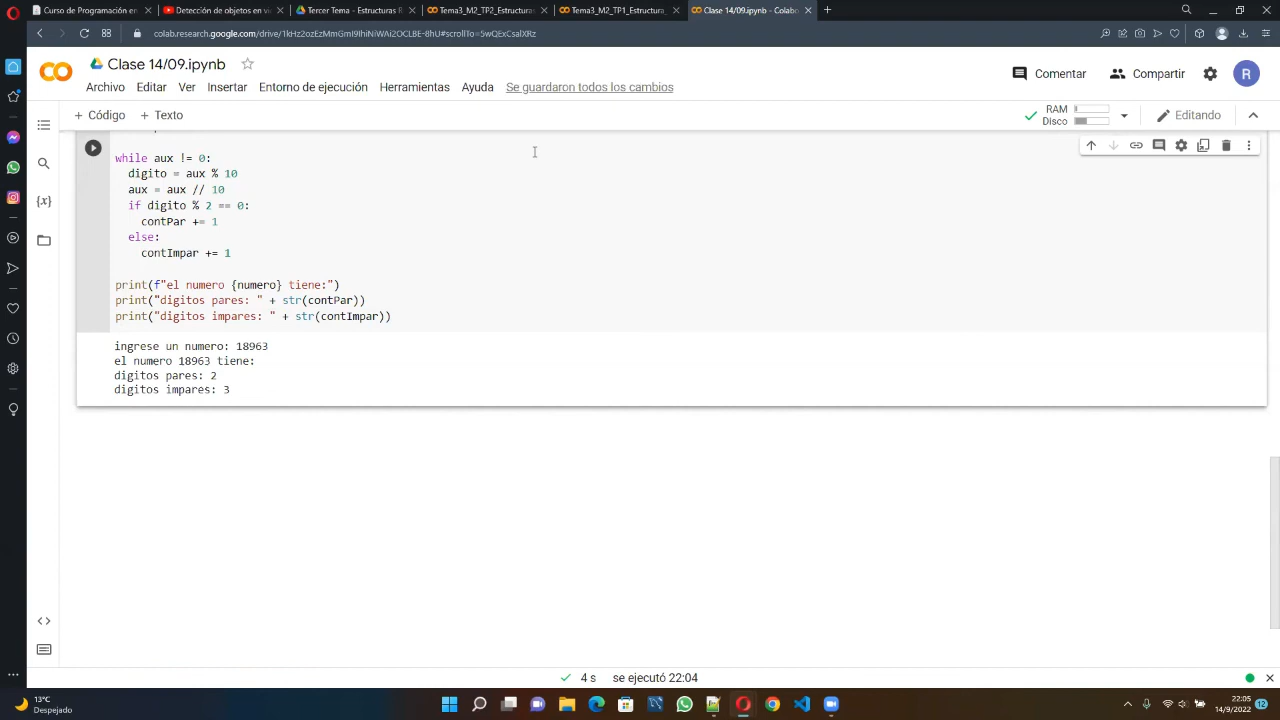 Curso de Programación en
Detección de objetos en vi
Tercer Tema - Estructuras R
Tema3_M2_TP2_Estructuras
Tema3_M2_TP1_Estructura_
Clase 14/09.ipynb - Colabo
colab.research.google.com/drive/1kHz2ozEzMmGmI9IhiNiWAi2OCLBE-8hU#scrollTo=5wQExCsalXRz
Clase 14/09.ipynb
Comentar
Compartir
R
Archivo Editar Ver Insertar Entorno de ejecución Herramientas Ayuda Se guardaron todos los cambios
+ Código + Texto
RAM
Disco
Editando
while aux != 0:
digito = aux % 10
aux = aux // 10
if digito % 2 == 0:
contPar += 1
else:
contImpar += 1
print(f"el numero {numero} tiene:")
print("digitos pares: " + str(contPar))
print("digitos impares: " + str(contImpar))
ingrese un numero: 18963
el numero 18963 tiene:
digitos pares: 2
digitos impares: 3
4 s se ejecutó 22:04
13°C
Despejado
22:05
14/9/2022